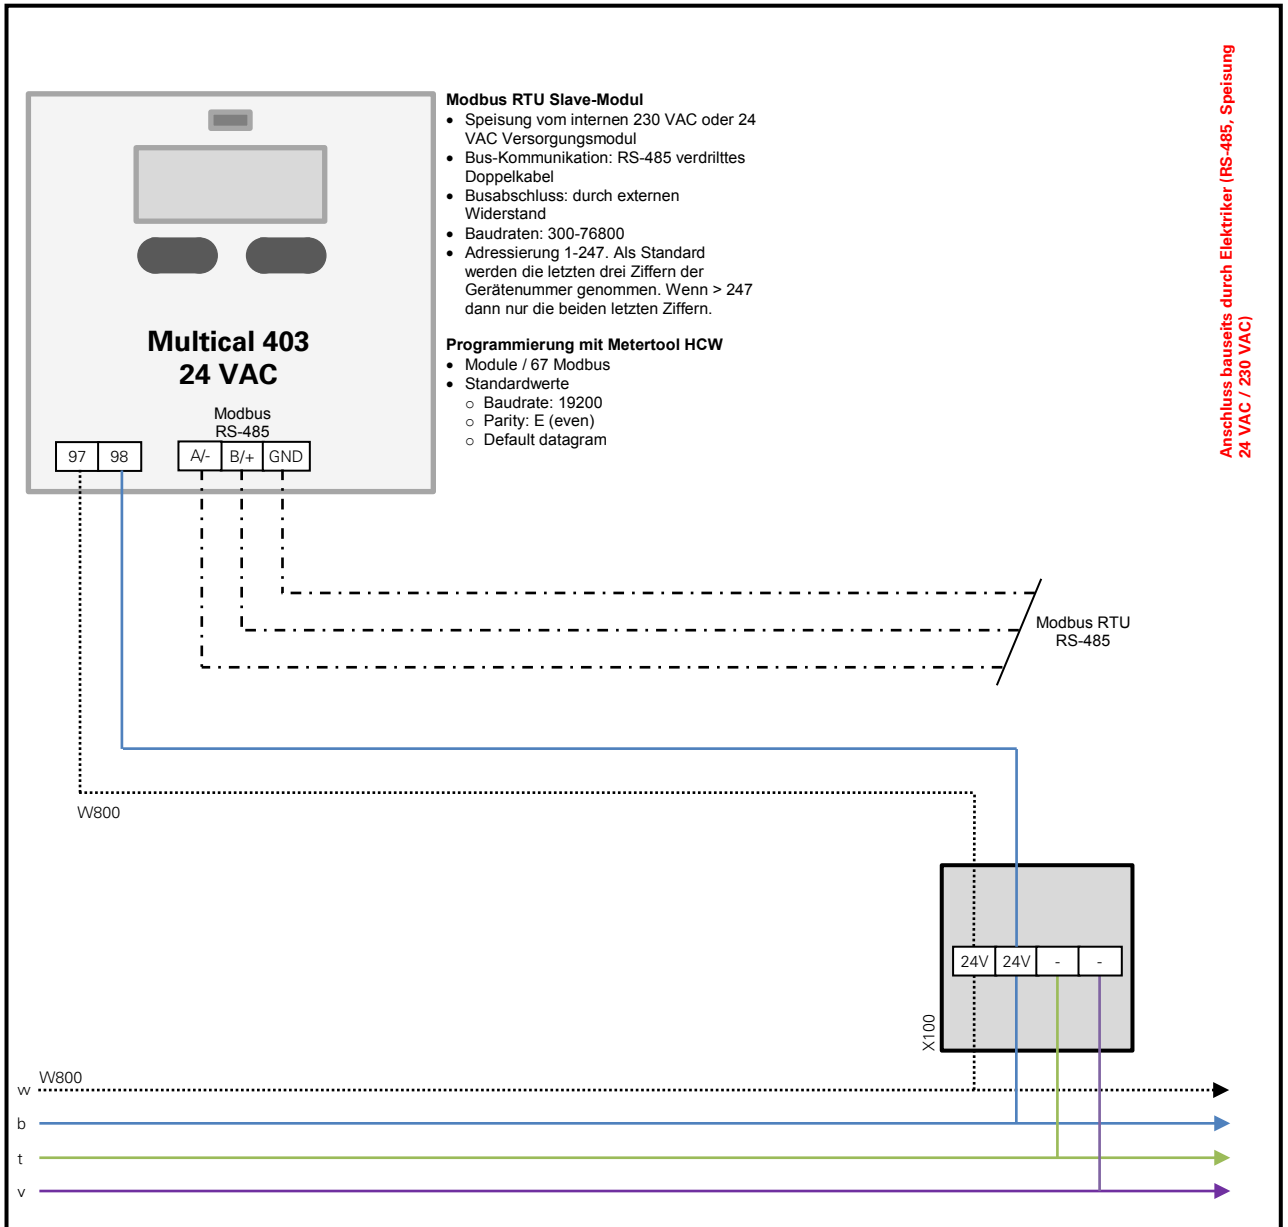 Modbus RTU Slave-Modul
• Speisung vom internen 230 VAC oder 24
VAC Versorgungsmodul
• Bus-Kommunikation: RS-485 verdrilttes
Doppelkabel
• Busabschluss: durch externen
Widerstand
• Baudraten: 300-76800
• Adressierung 1-247. Als Standard
werden die letzten drei Ziffern der
Gerätenummer genommen. Wenn > 247
dann nur die beiden letzten Ziffern.
Programmierung mit Metertool HCW
• Module / 67 Modbus
• Standardwerte
○ Baudrate: 19200
○ Parity: E (even)
○ Default datagram
Anschluss bauseits durch Elektriker (RS-485, Speisung
24 VAC / 230 VAC)
Multical 403
24 VAC
Modbus
RS-485
97 98 A/- B/+ GND
Modbus RTU
RS-485
W800
24V 24V - -
X100
W800
w
b
t
v